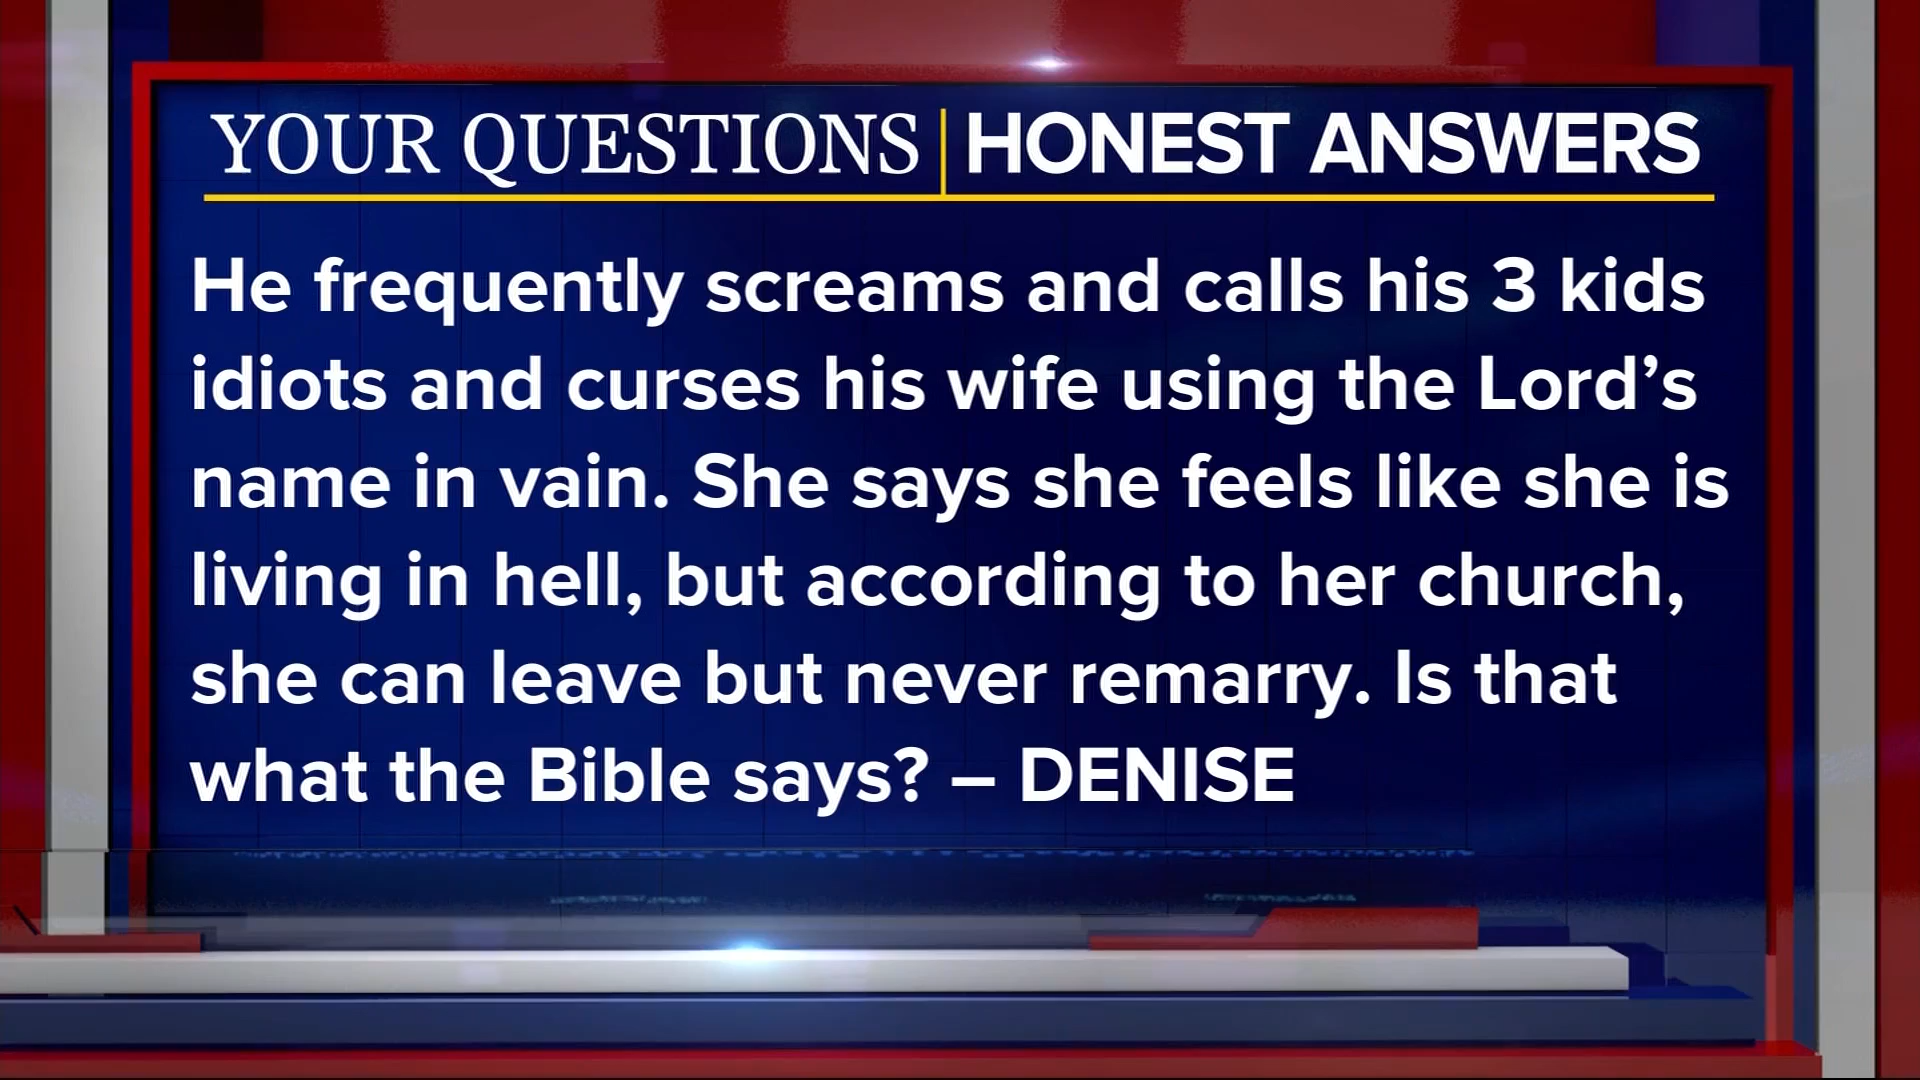 YOUR QUESTIONS | HONEST ANSWERS
He frequently screams and calls his 3 kids
idiots and curses his wife using the Lord’s
name in vain. She says she feels like she is
living in hell, but according to her church,
she can leave but never remarry. Is that
what the Bible says? – DENISE